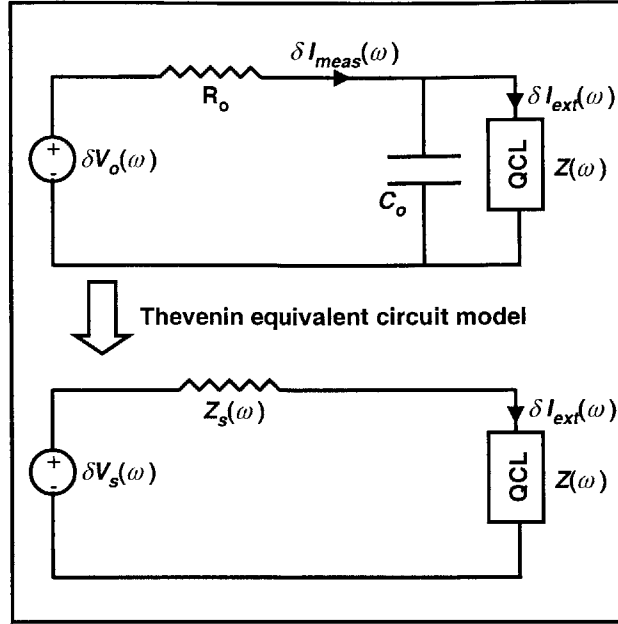 δI_meas(ω)
R_o
δI_ext(ω)
+
-
δV_o(ω)
QCL
Z(ω)
C_o
Thevenin equivalent circuit model
Z_s(ω)
δI_ext(ω)
+
-
δV_s(ω)
QCL
Z(ω)